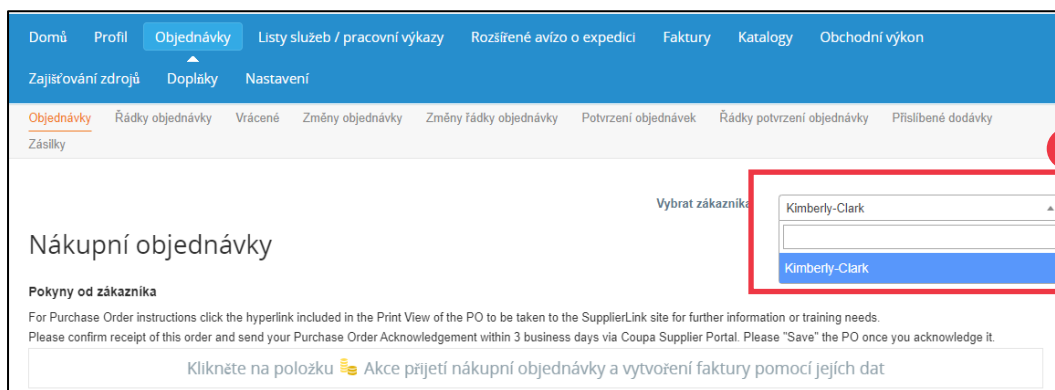 Domů Profil Objednávky Listy služeb / pracovní výkazy Rozšířené avízo o expedici Faktury Katalogy Obchodní výkon
Zajišťování zdrojů Doplňky Nastavení
Objednávky Řádky objednávky Vrácené Změny objednávky Změny řádky objednávky Potvrzení objednávek Řádky potvrzení objednávky Přislíbené dodávky
Zásilky
Vybrat zákazníka Kimberly-Clark
Kimberly-Clark
Nákupní objednávky
Pokyny od zákazníka
For Purchase Order instructions click the hyperlink included in the Print View of the PO to be taken to the SupplierLink site for further information or training needs.
Please confirm receipt of this order and send your Purchase Order Acknowledgement within 3 business days via Coupa Supplier Portal. Please "Save" the PO once you acknowledge it.
Klikněte na položku Akce přijetí nákupní objednávky a vytvoření faktury pomocí jejích dat